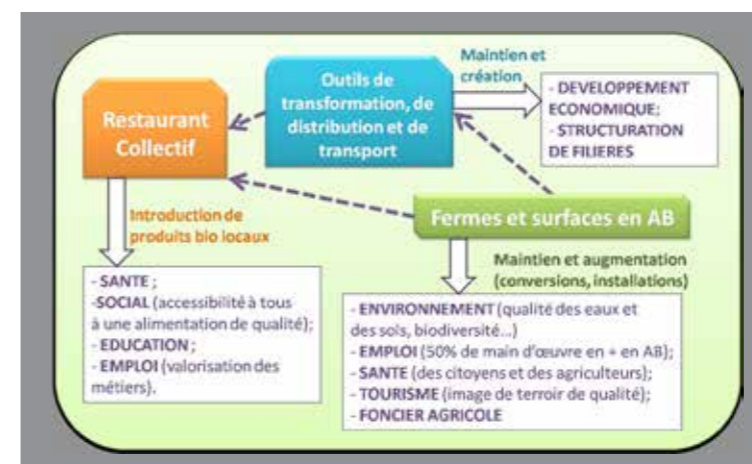 Restaurant
Collectif
Outils de
transformation, de
distribution et de
transport
Maintien et
création
- DEVELOPPEMENT
ECONOMIQUE;
- STRUCTURATION
DE FILIERES
Introduction de
produits bio locaux
- SANTE ;
-SOCIAL (accessibilité à tous
à une alimentation de qualité);
- EDUCATION ;
- EMPLOI (valorisation des
métiers).
Fermes et surfaces en AB
Maintien et augmentation
(conversions, installations)
- ENVIRONNEMENT (qualité des eaux et
des sols, biodiversité...)
- EMPLOI (50% de main d'œuvre en + en AB);
- SANTE (des citoyens et des agriculteurs);
- TOURISME (image de terroir de qualité);
- FONCIER AGRICOLE